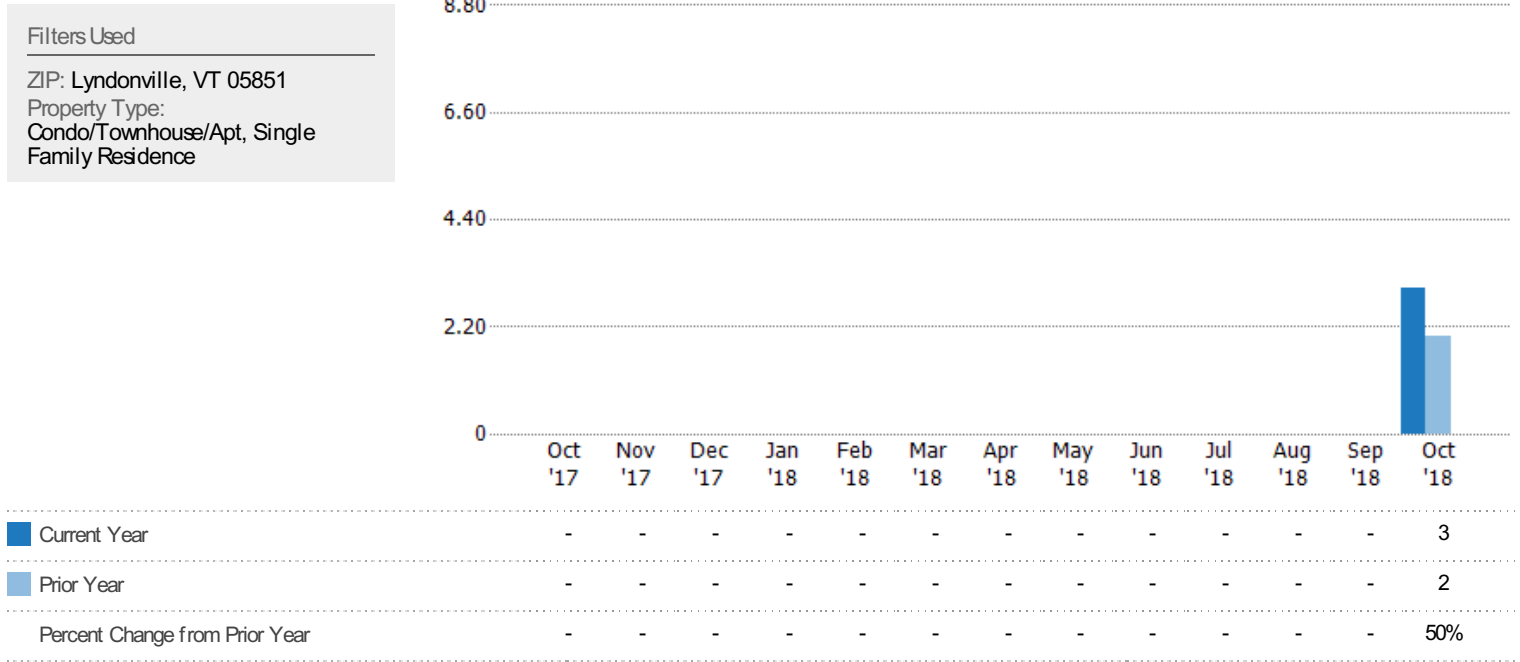 Filters Used
ZIP: Lyndonville, VT 05851
Property Type:
Condo/Townhouse/Apt, Single
Family Residence
8.80
6.60
4.40
2.20
0
Oct Nov Dec Jan Feb Mar Apr May Jun Jul Aug Sep Oct
'17 '17 '17 '18 '18 '18 '18 '18 '18 '18 '18 '18 '18
Current Year - - - - - - - - - - - - 3
Prior Year - - - - - - - - - - - - 2
Percent Change from Prior Year - - - - - - - - - - - - 50%